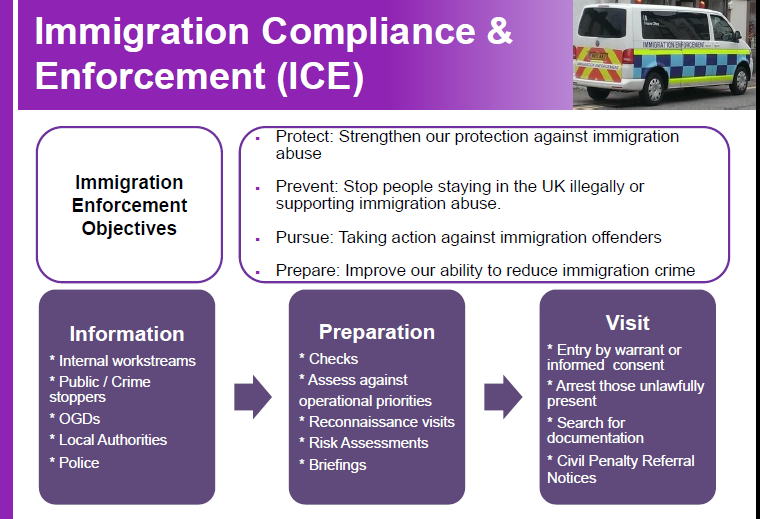 Immigration Compliance &
Enforcement (ICE)
IMMIGRATION ENFORCEMENT
Immigration
Enforcement
Objectives
▪ Protect: Strengthen our protection against immigration
abuse
▪ Prevent: Stop people staying in the UK illegally or
supporting immigration abuse.
▪ Pursue: Taking action against immigration offenders
▪ Prepare: Improve our ability to reduce immigration crime
Information
* Internal workstreams
* Public / Crime
stoppers
* OGDs
* Local Authorities
* Police
Preparation
* Checks
* Assess against
operational priorities
* Reconnaissance visits
* Risk Assessments
* Briefings
Visit
* Entry by warrant or
informed  consent
* Arrest those unlawfully
present
* Search for
documentation
* Civil Penalty Referral
Notices